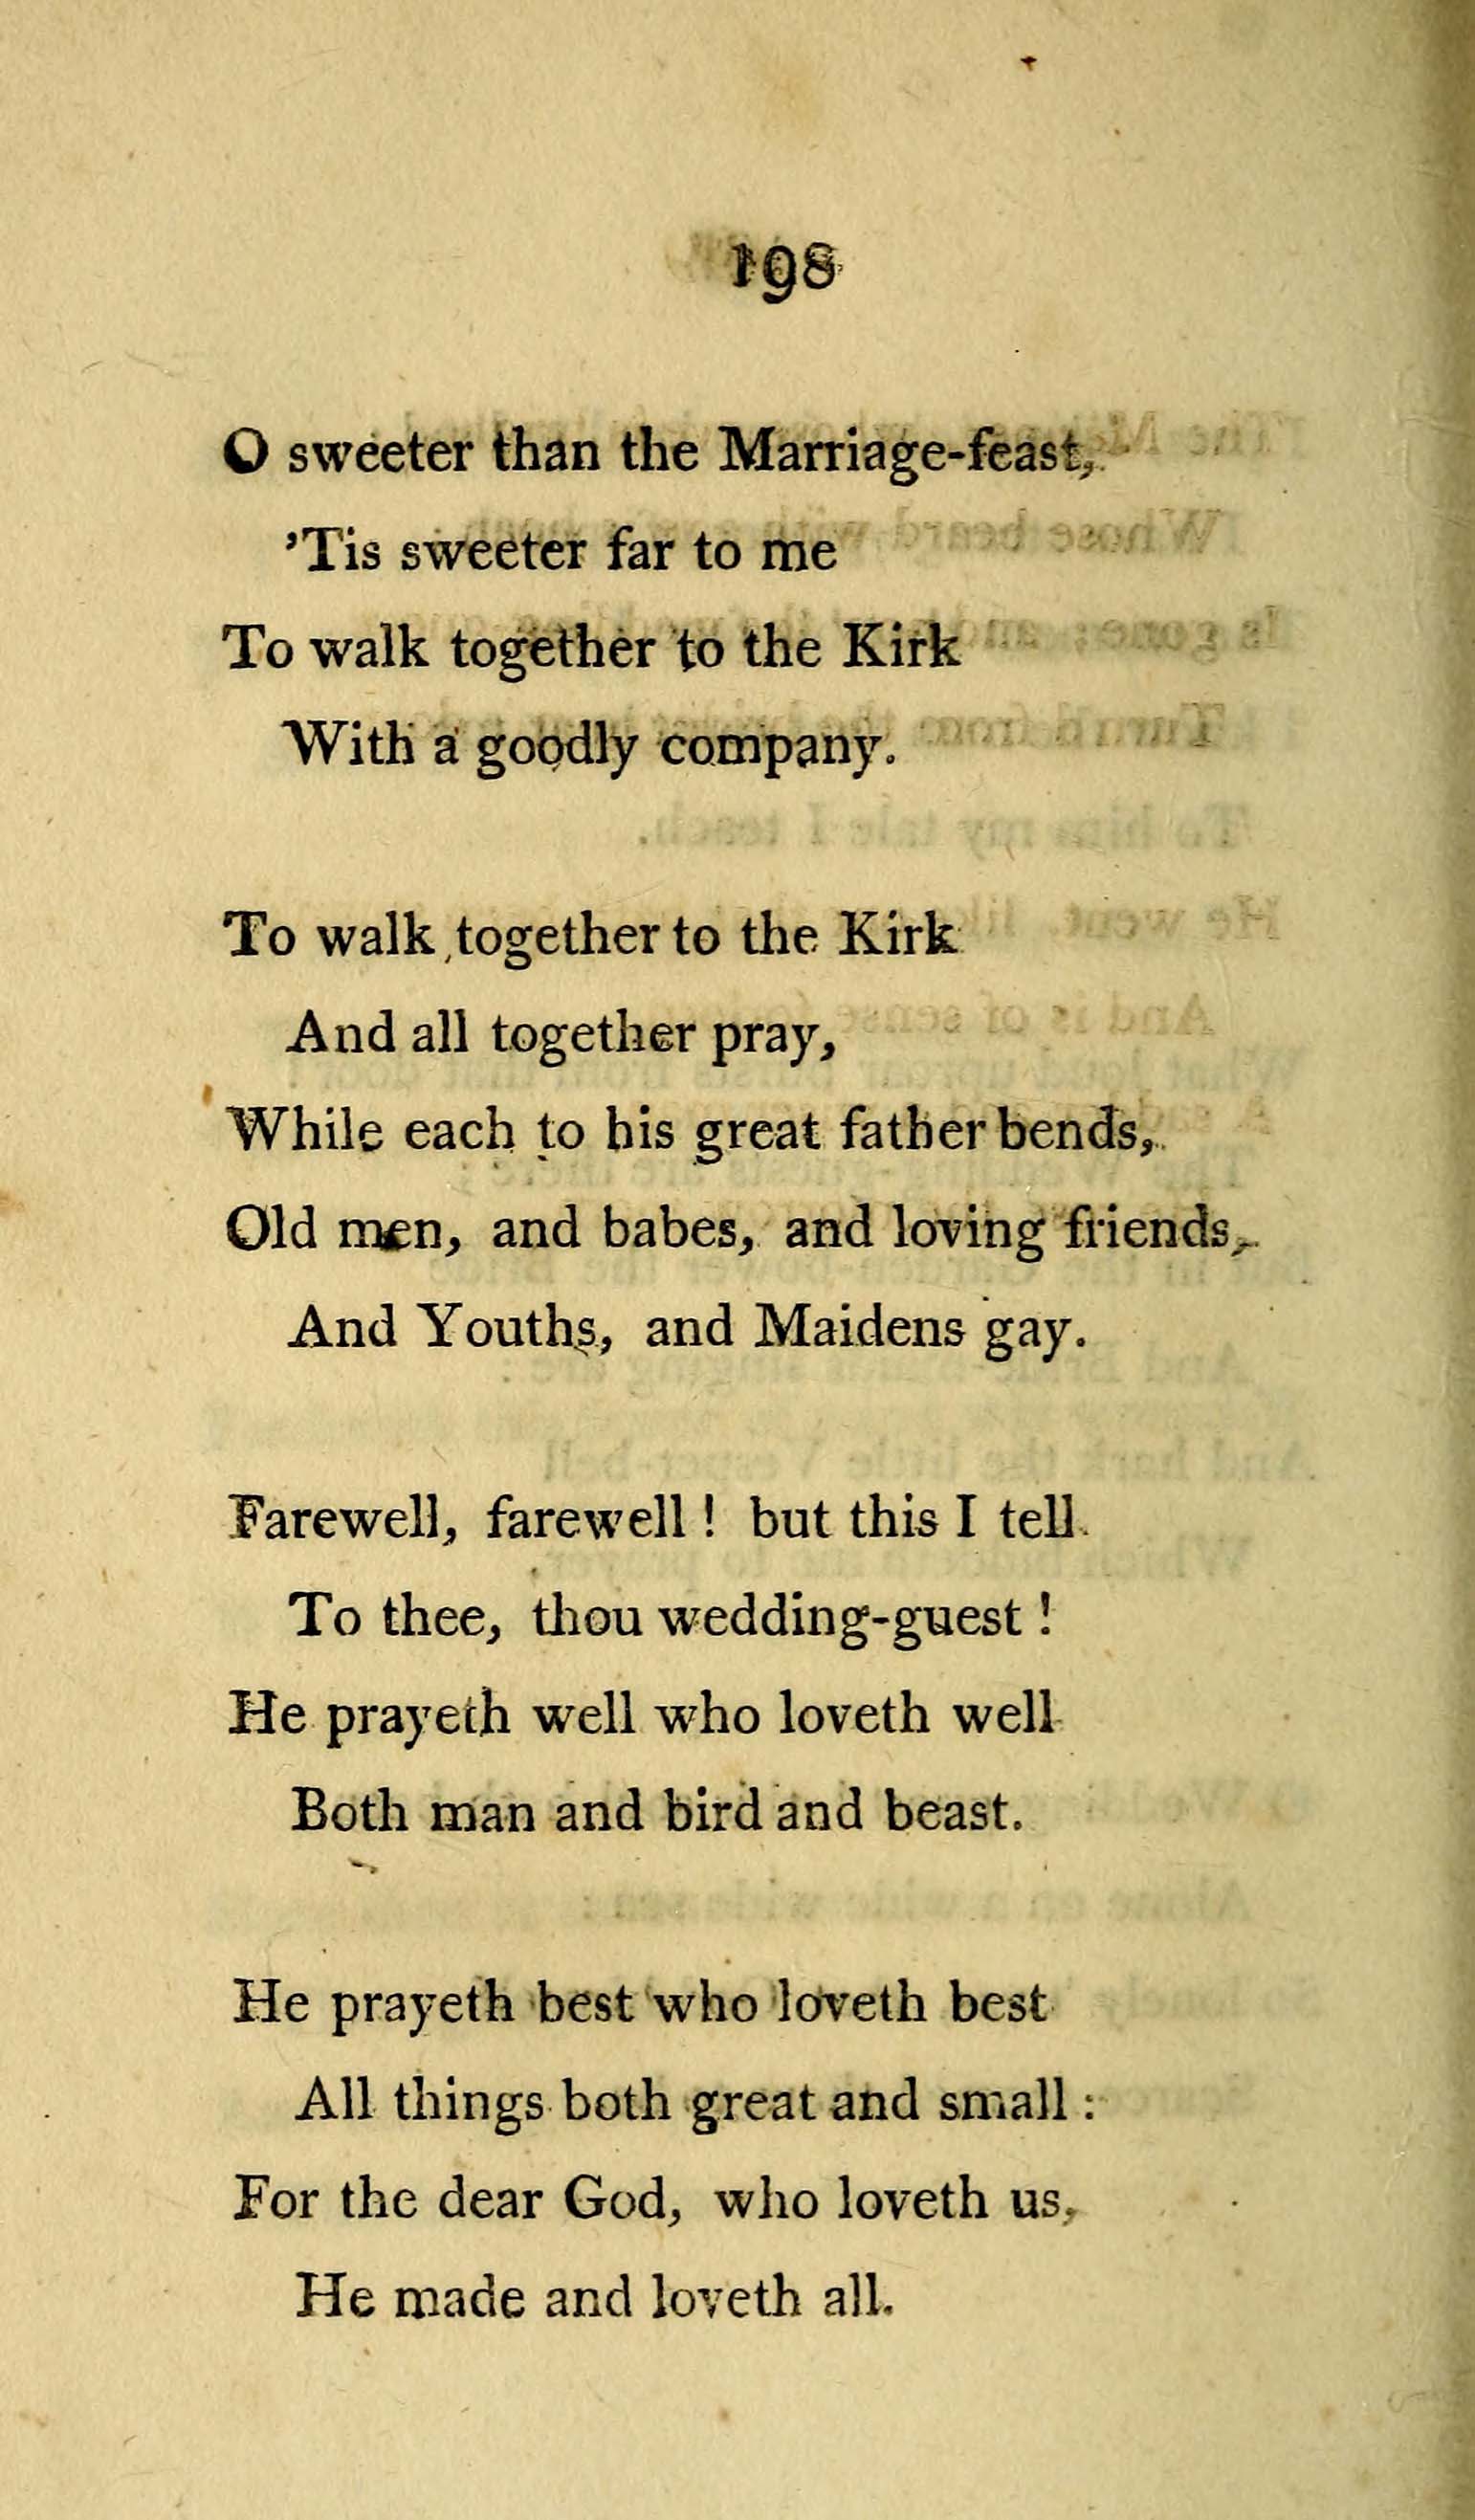 198
O sweeter than the Marriage-feast,
'Tis sweeter far to me
To walk together to the Kirk
With a goodly company.
To walk together to the Kirk
And all together pray,
While each to his great father bends,
Old men, and babes, and loving friends,
And Youths, and Maidens gay.
Farewell, farewell! but this I tell
To thee, thou wedding-guest!
He prayeth well who loveth well
Both man and bird and beast.
He prayeth best who loveth best
All things both great and small:
For the dear God, who loveth us,
He made and loveth all.